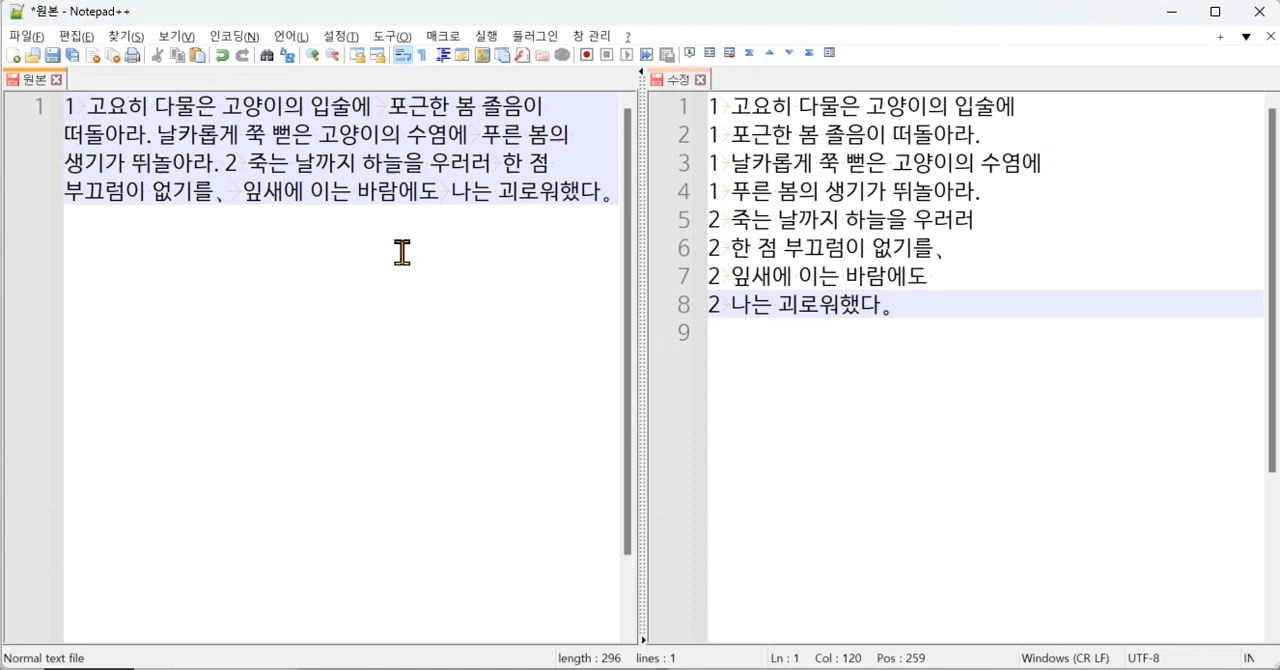 *원본 - Notepad++
파일(F) 편집(E) 찾기(S) 보기(V) 인코딩(N) 언어(L) 설정(T) 도구(O) 매크로 실행 플러그인 창 관리 ?
원본
수정
1 1 고요히 다물은 고양이의 입술에 포근한 봄 졸음이
떠돌아라. 날카롭게 쭉 뻗은 고양이의 수염에 푸른 봄의
생기가 뛰놀아라. 2 죽는 날까지 하늘을 우러러 한 점
부끄럼이 없기를、 잎새에 이는 바람에도 나는 괴로워했다。
1 1 고요히 다물은 고양이의 입술에
2 1 포근한 봄 졸음이 떠돌아라.
3 1 날카롭게 쭉 뻗은 고양이의 수염에
4 1 푸른 봄의 생기가 뛰놀아라.
5 2 죽는 날까지 하늘을 우러러
6 2 한 점 부끄럼이 없기를、
7 2 잎새에 이는 바람에도
8 2 나는 괴로워했다。
9
Normal text file length : 296 lines : 1 Ln : 1 Col : 120 Pos : 259 Windows (CR LF) UTF-8 IN